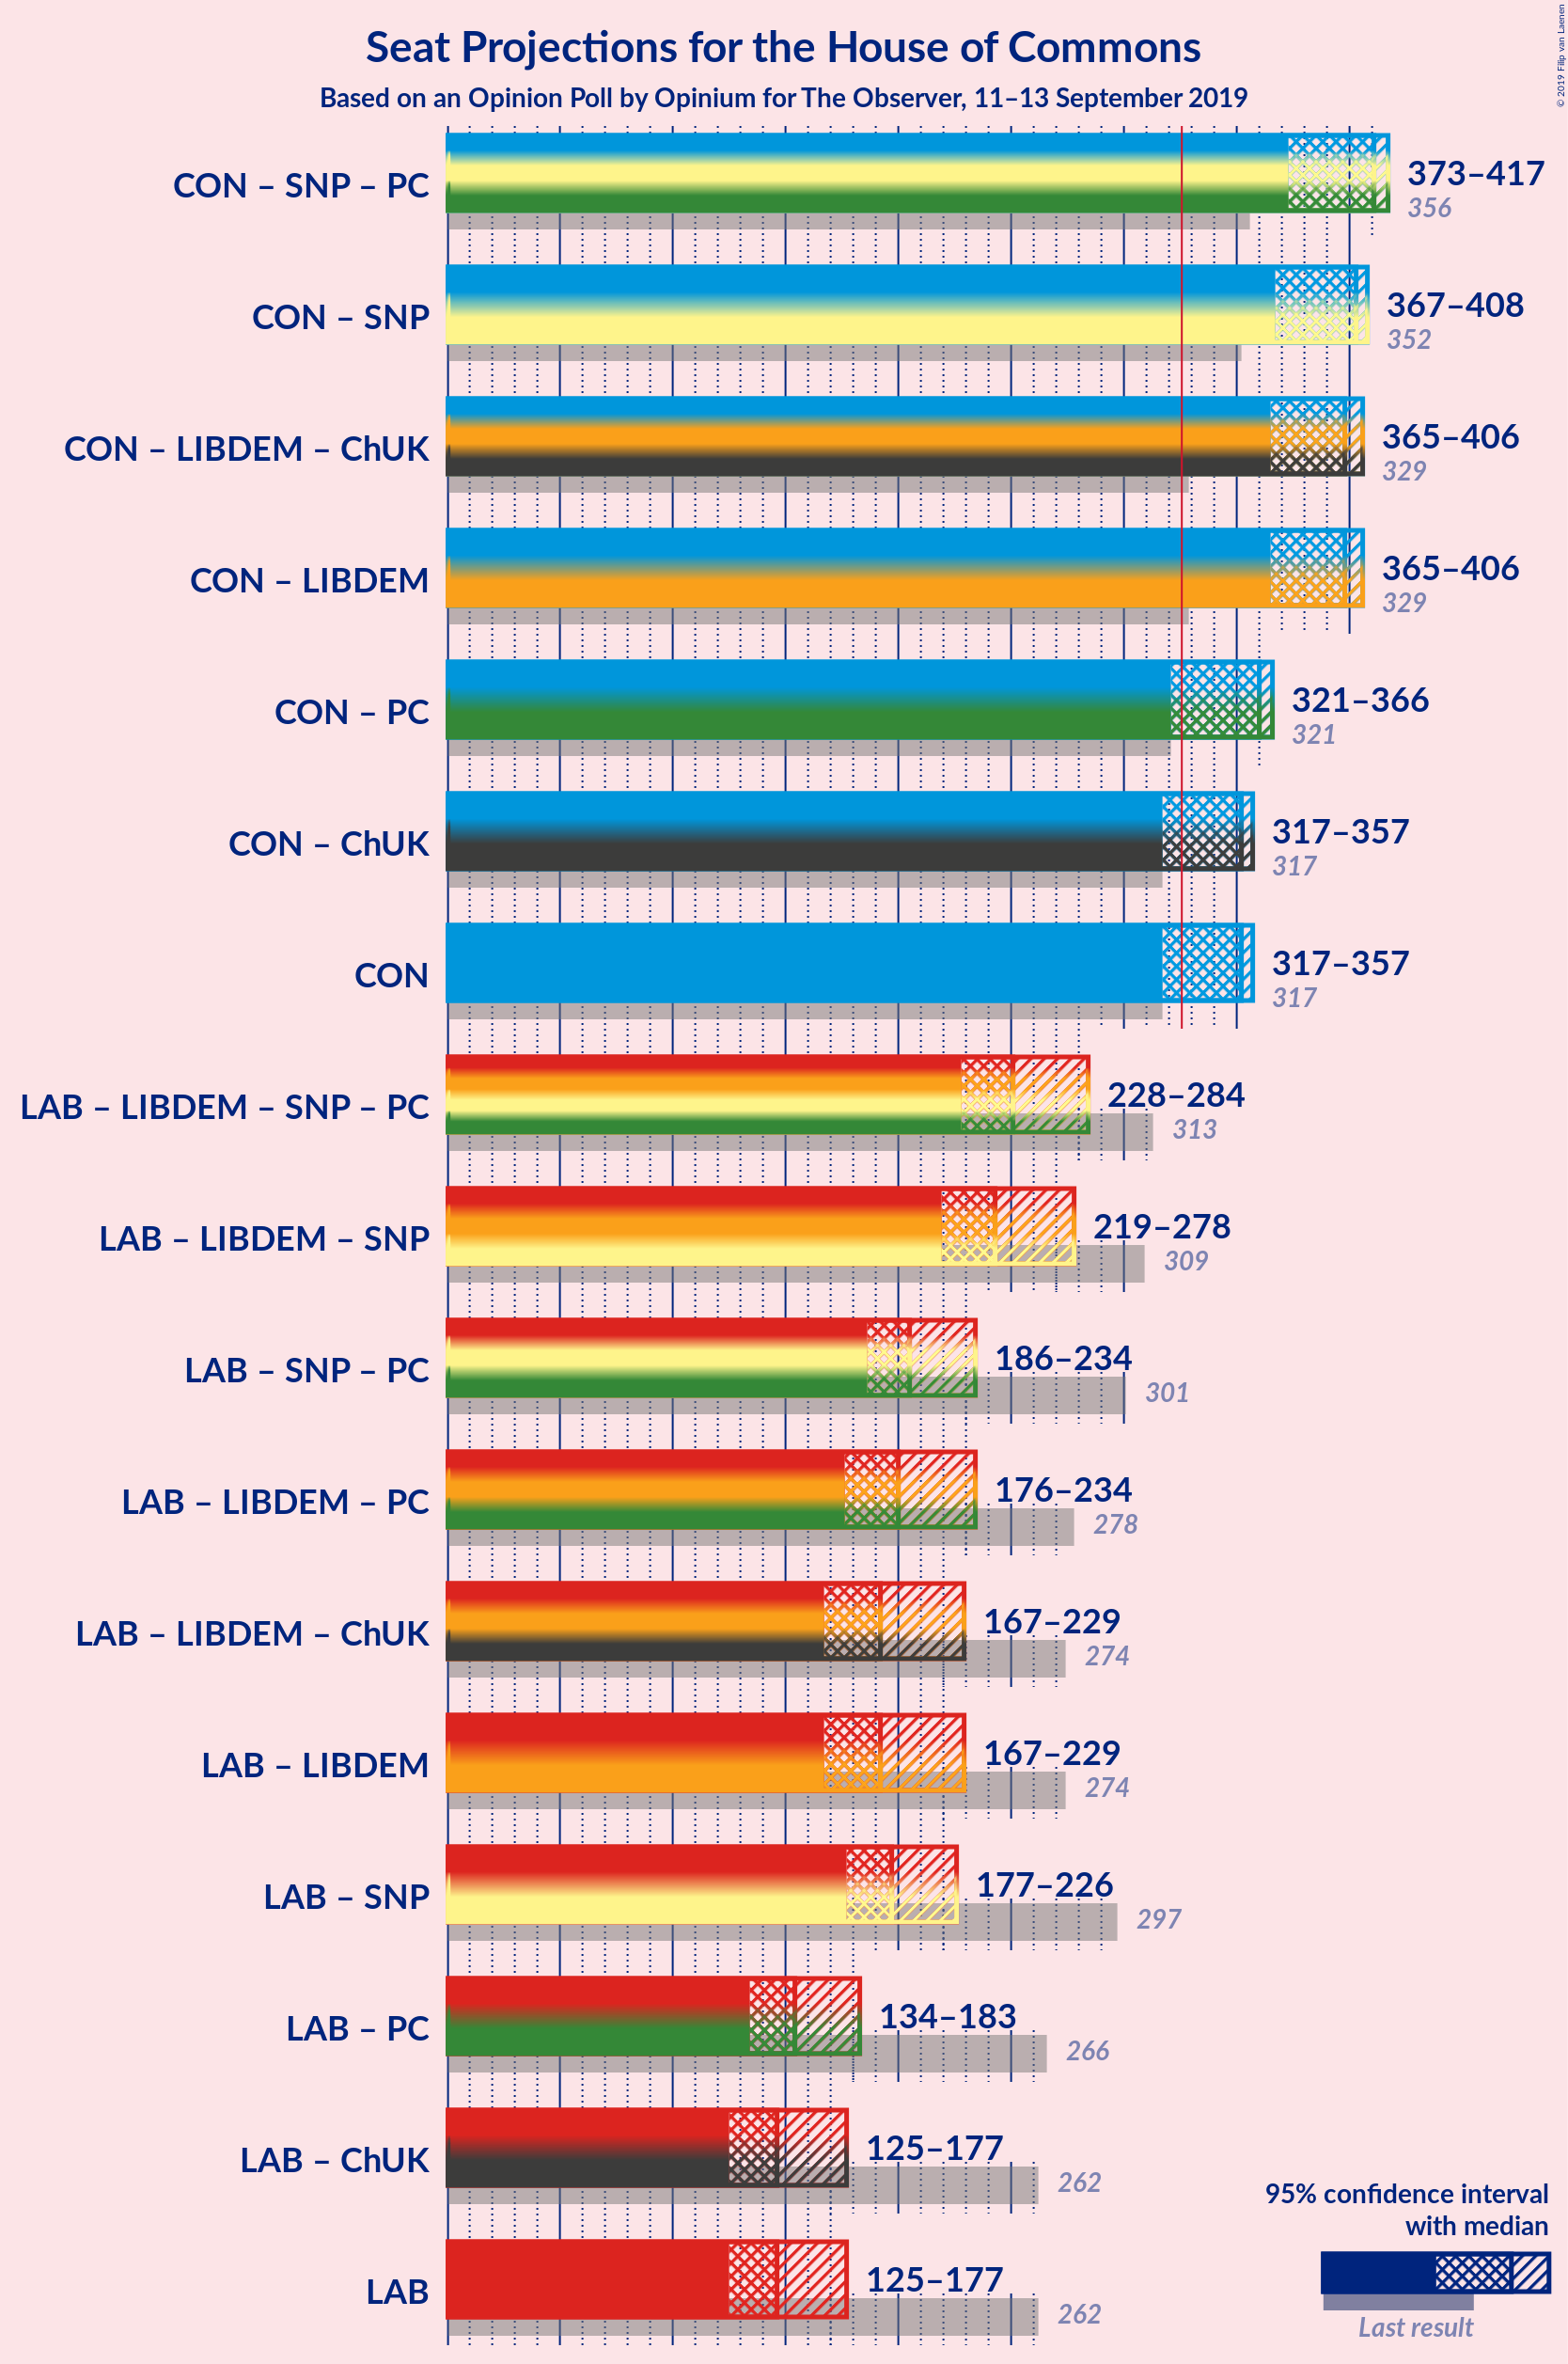 Seat Projections for the House of Commons
Based on an Opinion Poll by Opinium for The Observer, 11–13 September 2019
© 2019 Filip van Laenen
CON – SNP – PC
373–417
356
CON – SNP
367–408
352
CON – LIBDEM – ChUK
365–406
329
CON – LIBDEM
365–406
329
CON – PC
321–366
321
CON – ChUK
317–357
317
CON
317–357
317
LAB – LIBDEM – SNP – PC
228–284
313
LAB – LIBDEM – SNP
219–278
309
LAB – SNP – PC
186–234
301
LAB – LIBDEM – PC
176–234
278
LAB – LIBDEM – ChUK
167–229
274
LAB – LIBDEM
167–229
274
LAB – SNP
177–226
297
LAB – PC
134–183
266
LAB – ChUK
125–177
262
LAB
125–177
262
95% confidence interval
with median
Last result